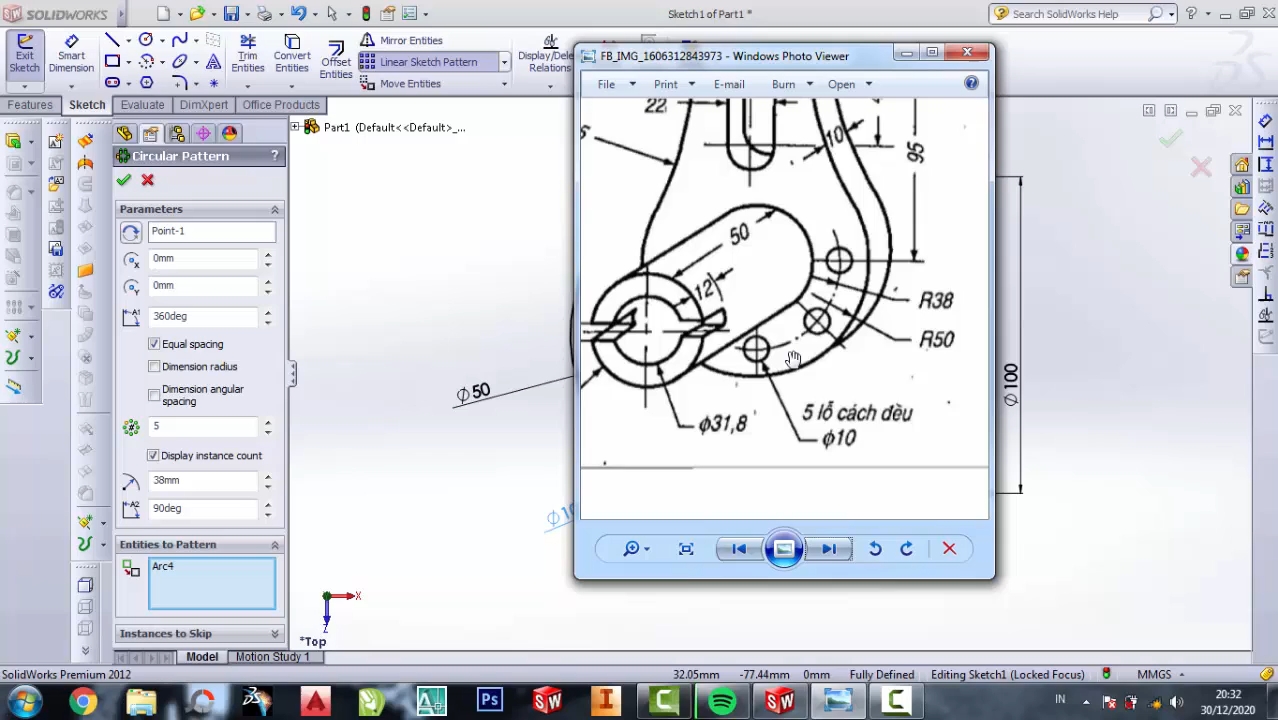 SOLIDWORKS
Sketch1 of Part1 *
Search SolidWorks Help
Exit Sketch
Smart Dimension
Trim Entities
Convert Entities
Offset Entities
Mirror Entities
Linear Sketch Pattern
Move Entities
Display/Dele
Relations
Features
Sketch
Evaluate
DimXpert
Office Products
Circular Pattern
?
Parameters
Point-1
0mm
0mm
360deg
Equal spacing
Dimension radius
Dimension angular spacing
5
Display instance count
38mm
90deg
Entities to Pattern
Arc4
Instances to Skip
Part1 (Default<<Default>_...
ϕ50
ϕ100
*Top
X
Z
FB_IMG_1606312843973 - Windows Photo Viewer
File
Print
E-mail
Burn
Open
22
10
95
50
12
R38
R50
ϕ31,8
5 lỗ cách đều
ϕ10
Model
Motion Study 1
SolidWorks Premium 2012
32.05mm
-77.44mm
0mm
Fully Defined
Editing Sketch1 (Locked Focus)
MMGS
IN
20:32
30/12/2020